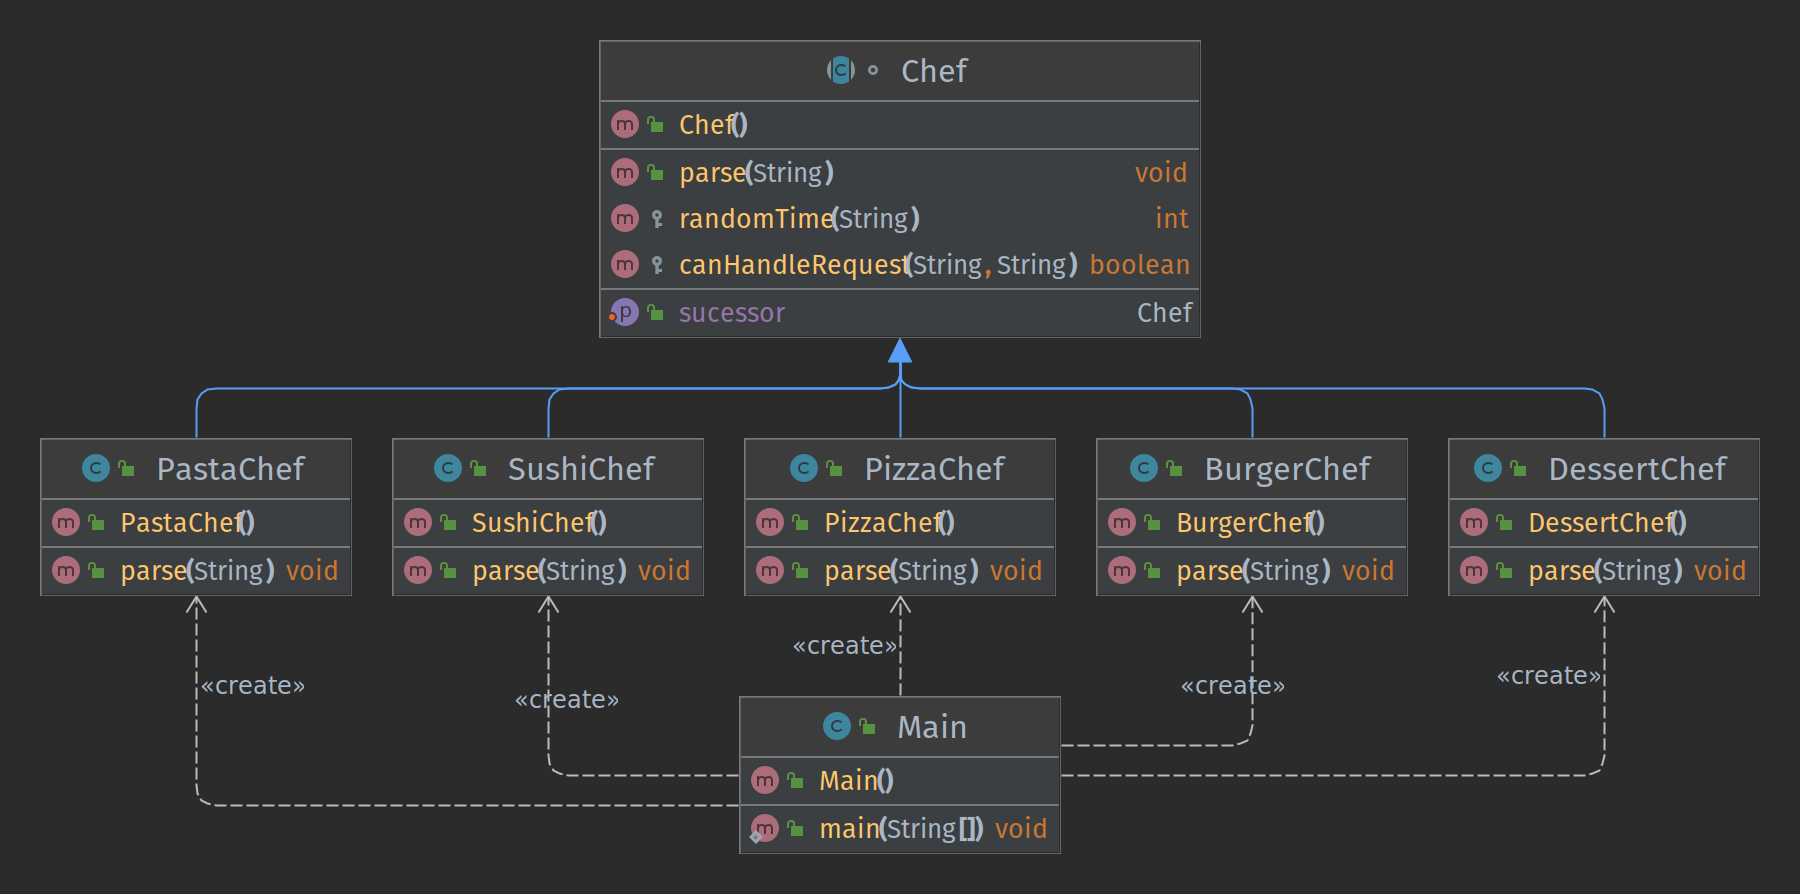 Chef
Chef()
parse(String) void
randomTime(String) int
canHandleRequest(String, String) boolean
sucessor Chef
PastaChef SushiChef PizzaChef BurgerChef DessertChef
PastaChef() SushiChef() PizzaChef() BurgerChef() DessertChef()
parse(String) void parse(String) void parse(String) void parse(String) void parse(String) void
«create» «create» «create» «create» «create»
Main
Main()
main(String[]) void